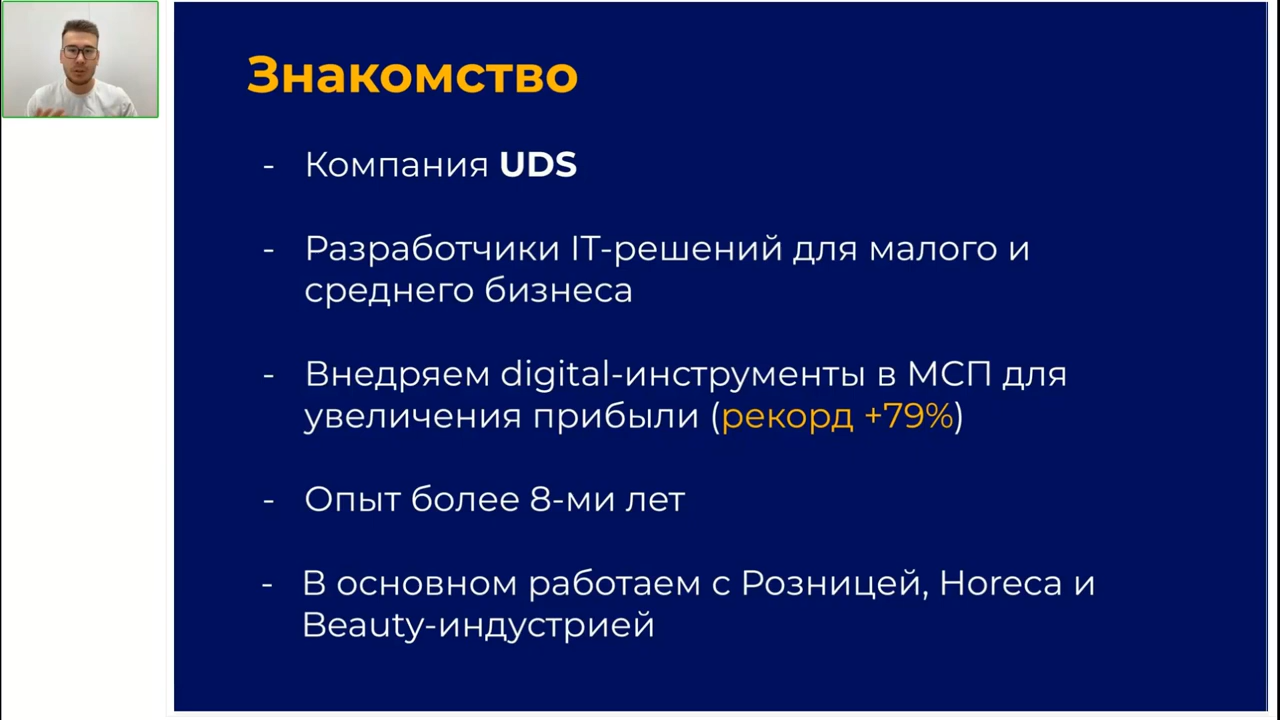 Знакомство
- Компания UDS
- Разработчики IT-решений для малого и
среднего бизнеса
- Внедряем digital-инструменты в МСП для
увеличения прибыли (рекорд +79%)
- Опыт более 8-ми лет
- В основном работаем с Розницей, Horeca и
Beauty-индустрией